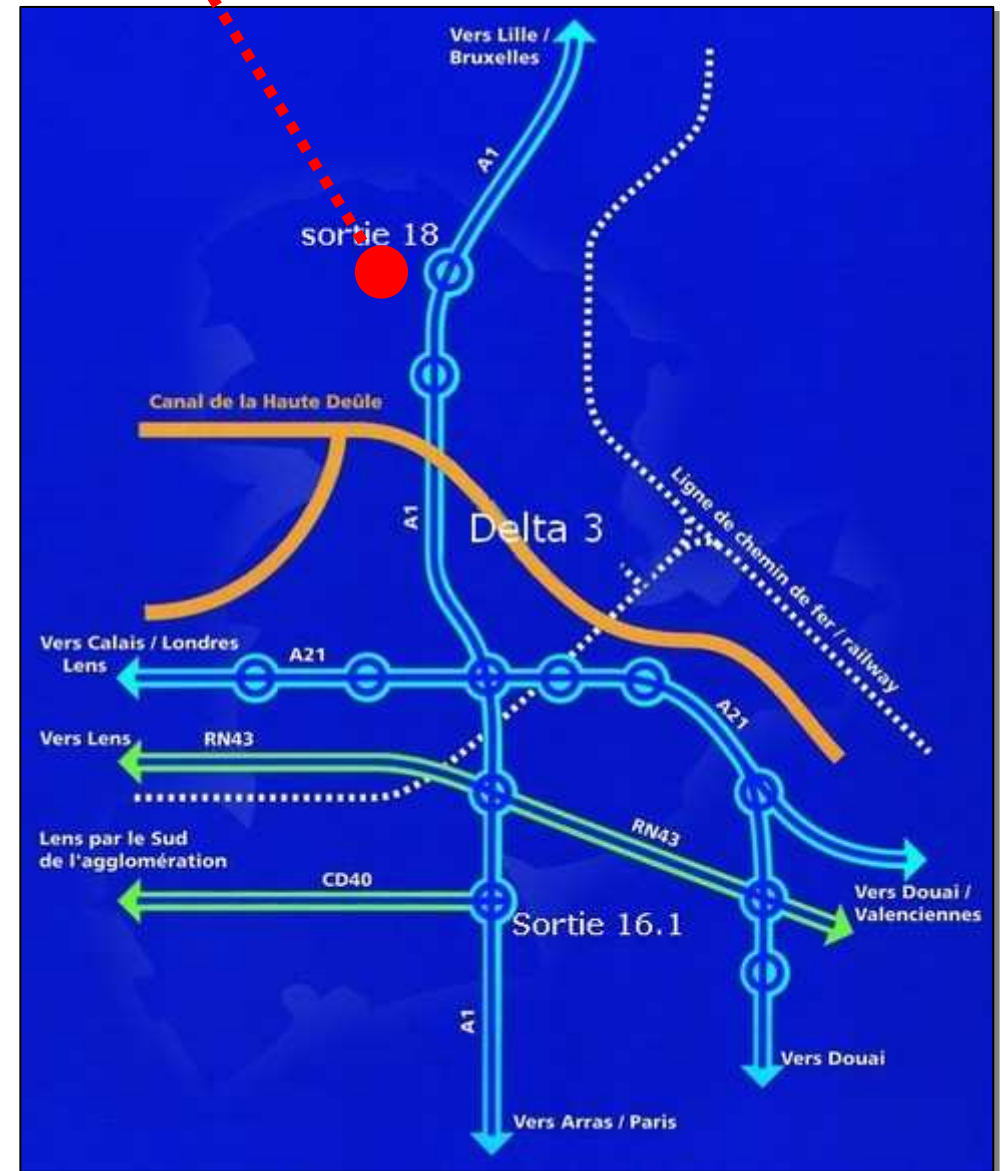 Vers Lille /
Bruxelles
A1
sortie 18
Canal de la Haute Deûle
A1
Delta 3
Ligne de chemin de fer / railway
Vers Calais / Londres
Lens
A21
A21
Vers Lens
RN43
RN43
Lens par le Sud
de l'agglomération
CD40
Vers Douai /
Valenciennes
Sortie 16.1
A1
Vers Douai
Vers Arras / Paris